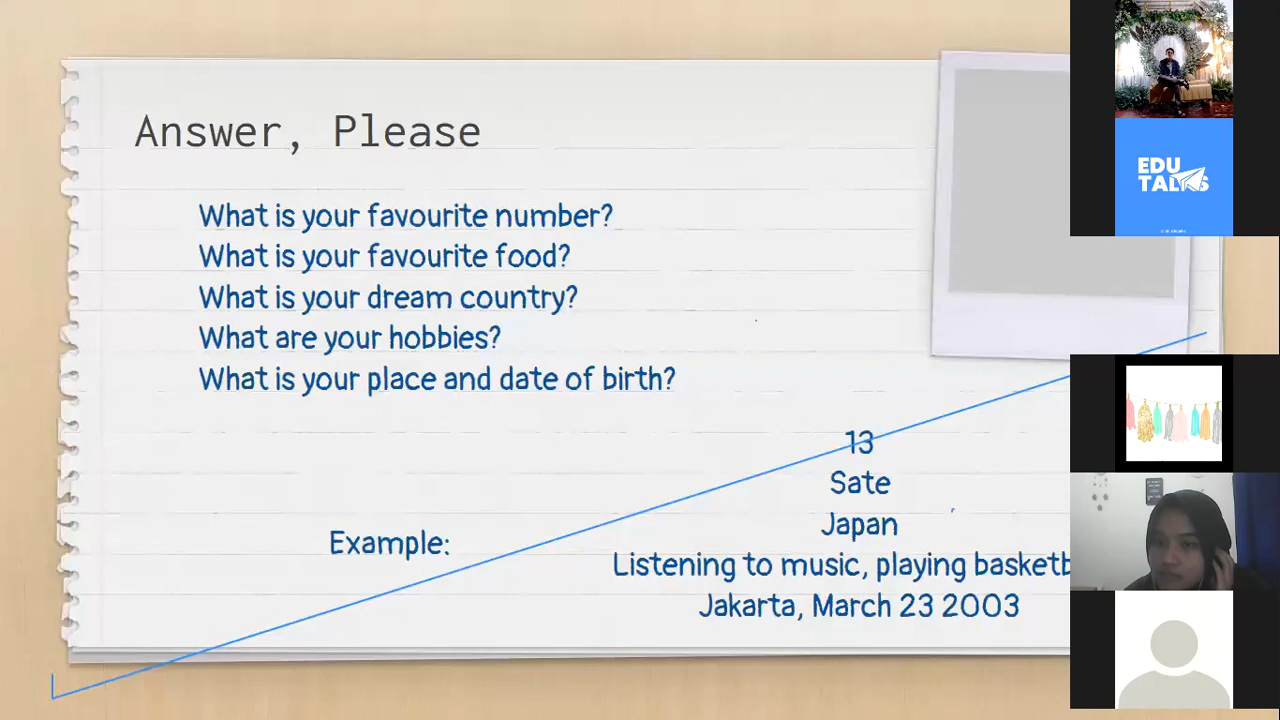 Answer, Please
What is your favourite number?
What is your favourite food?
What is your dream country?
What are your hobbies?
What is your place and date of birth?
Example:
13
Sate
Japan
Listening to music, playing basketb
Jakarta, March 23 2003
EDU
TALKS